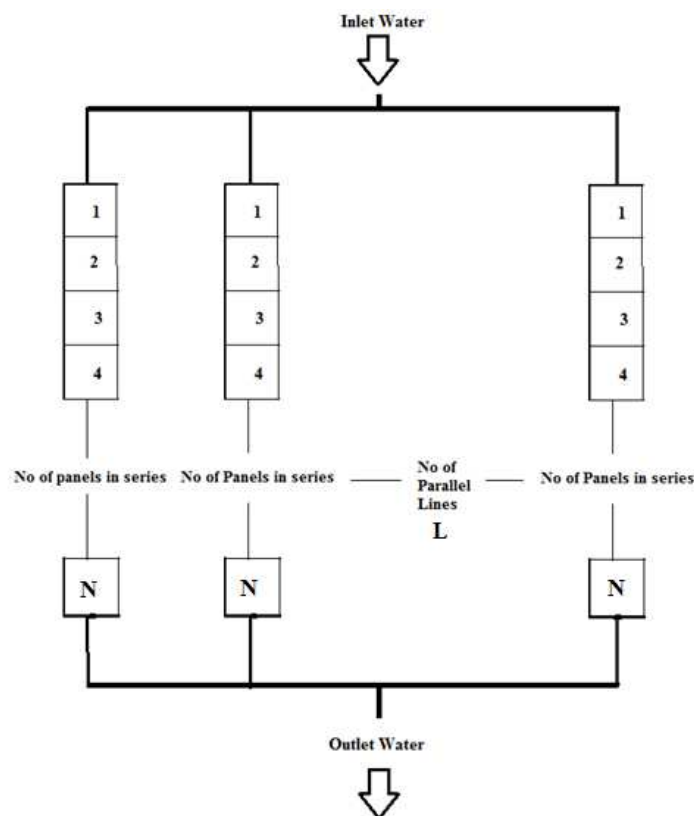 Inlet Water
1 1 1
2 2 2
3 3 3
4 4 4
No of panels in series No of Panels in series No of Panels in series
No of
Parallel
Lines
L
N N N
Outlet Water